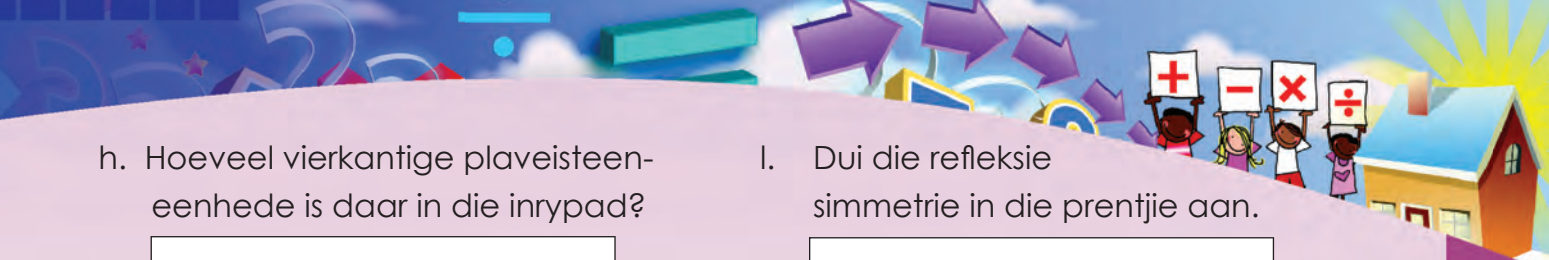 h. Hoeveel vierkantige plaveisteen-
eenhede is daar in die inrypad?
l. Dui die refleksie
simmetrie in die prentjie aan.
+ − × ÷